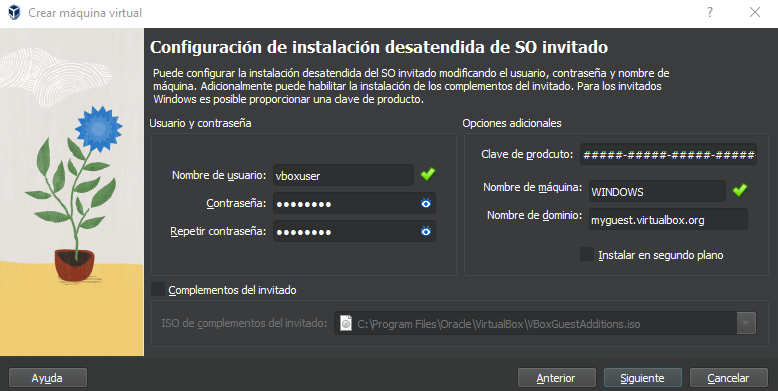 Crear máquina virtual
Configuración de instalación desatendida de SO invitado
Puede configurar la instalación desatendida del SO invitado modificando el usuario, contraseña y nombre de
máquina. Adicionalmente puede habilitar la instalación de los complementos del invitado. Para los invitados
Windows es posible proporcionar una clave de producto.
Usuario y contraseña
Nombre de usuario: vboxuser
Contraseña: ●●●●●●●●
Repetir contraseña: ●●●●●●●●
Opciones adicionales
Clave de prodcuto: #####-#####-#####-#####
Nombre de máquina: WINDOWS
Nombre de dominio: myguest.virtualbox.org
Instalar en segundo plano
Complementos del invitado
ISO de complementos del invitado: C:\Program Files\Oracle\VirtualBox\VBoxGuestAdditions.iso
Ayuda
Anterior
Siguiente
Cancelar